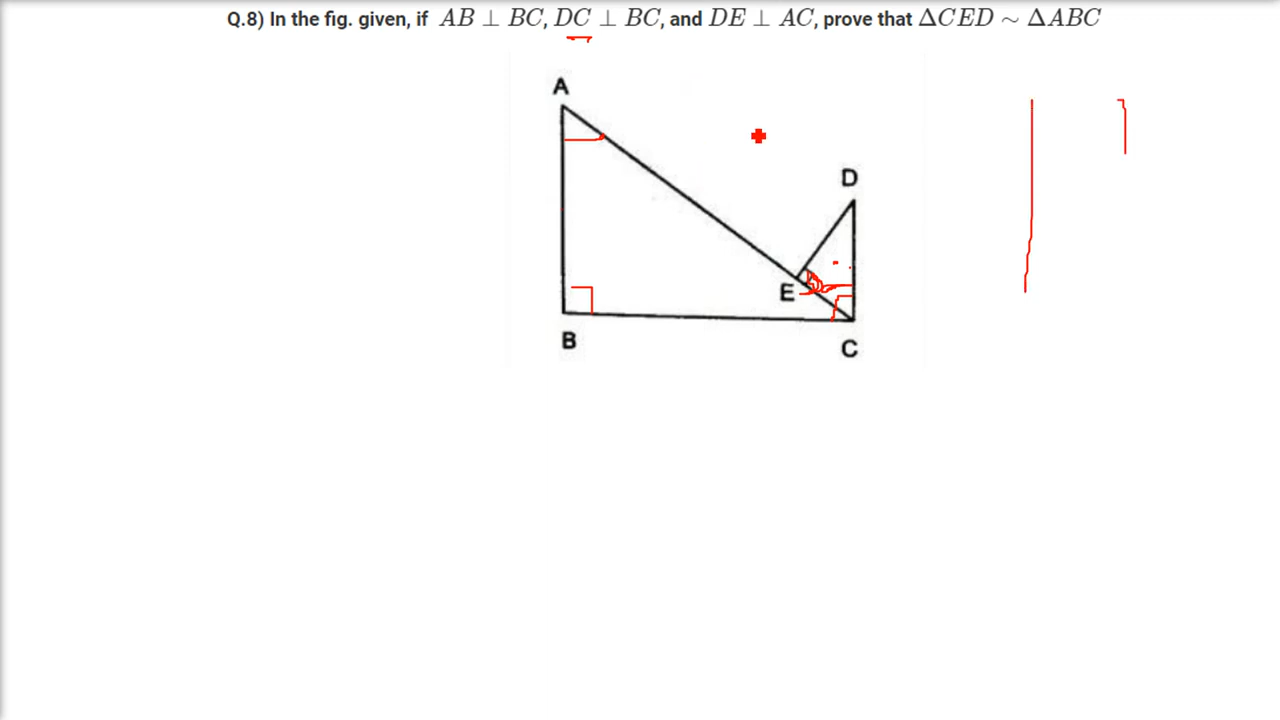 Q.8) In the fig. given, if AB ⊥ BC, DC ⊥ BC, and DE ⊥ AC, prove that ΔCED ∼ ΔABC
A
D
E
B
C